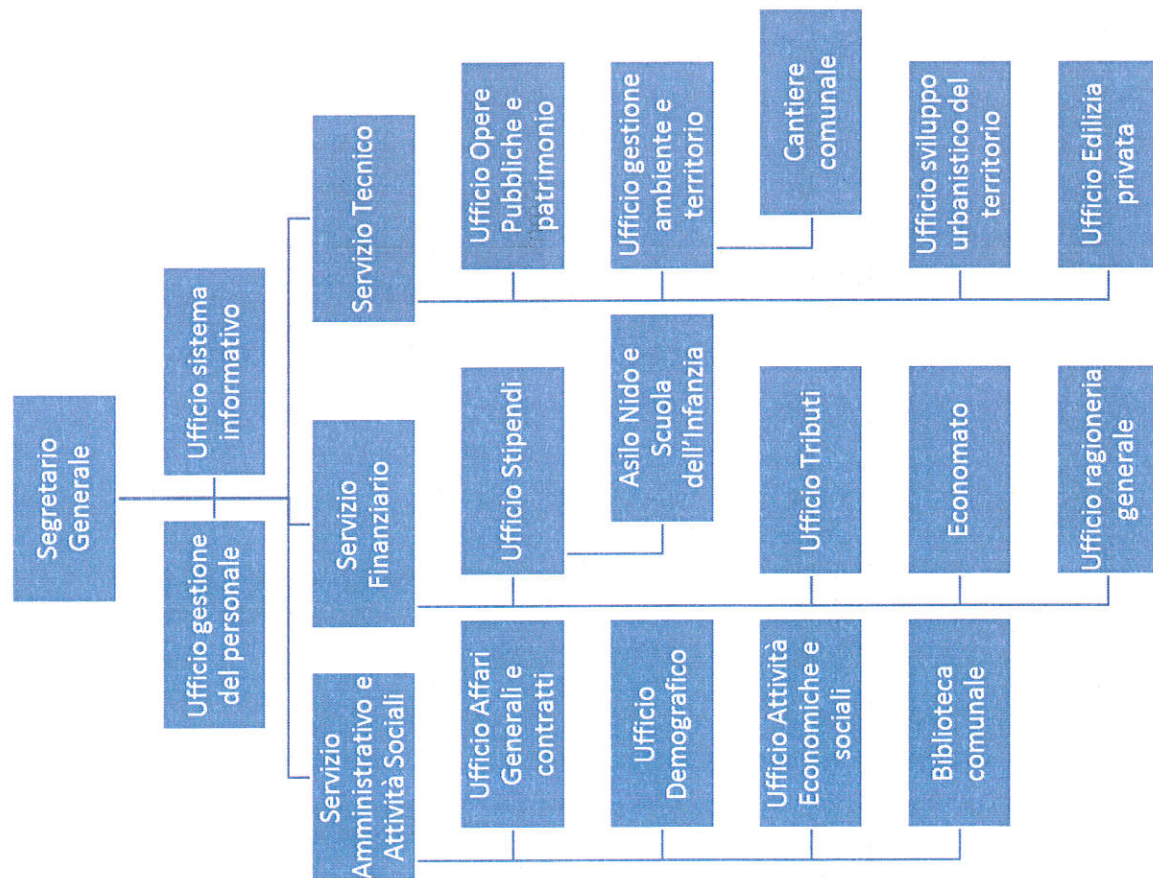 Segretario
Generale
Ufficio gestione
del personale
Ufficio sistema
informativo
Servizio
Amministrativo e
Attività Sociali
Servizio
Finanziario
Servizio Tecnico
Ufficio Affari
Generali e
contratti
Ufficio
Demografico
Ufficio Attività
Economiche e
sociali
Biblioteca
comunale
Ufficio Stipendi
Asilo Nido e
Scuola
dell'Infanzia
Ufficio Tributi
Economato
Ufficio ragioneria
generale
Ufficio Opere
Pubbliche e
patrimonio
Ufficio gestione
ambiente e
territorio
Cantiere
comunale
Ufficio sviluppo
urbanistico del
territorio
Ufficio Edilizia
privata